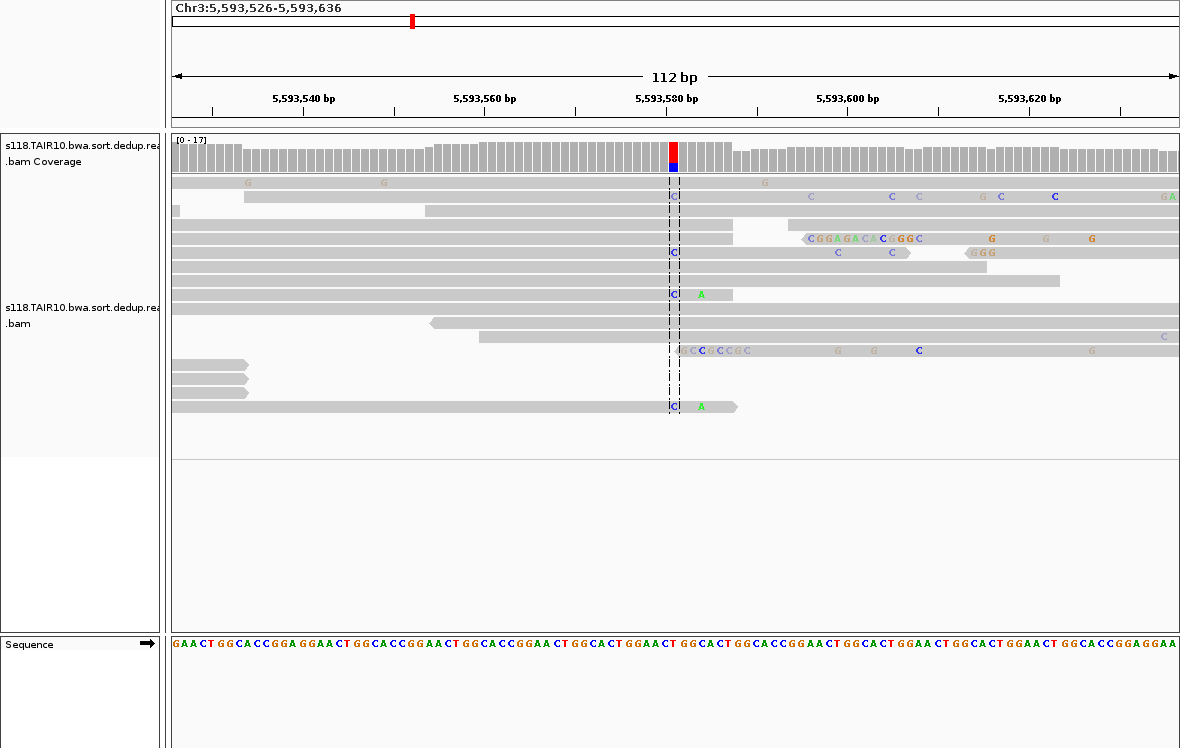 Chr3:5,593,526-5,593,636
112 bp
5,593,540 bp 5,593,560 bp 5,593,580 bp 5,593,600 bp 5,593,620 bp
[0 - 17]
s118.TAIR10.bwa.sort.dedup.rea
.bam Coverage
G G G
C C C C G C C G A
CGGAGACACGGGC G G G
C C C GGG
C A
s118.TAIR10.bwa.sort.dedup.rea
.bam
C
GCCGCCGC G G C G
C A
Sequence
GAACTGGCACCGGAGGAACTGGCACCGGAACTGGCACCGGAACTGGCACTGGAACTGGCACTGGCACCGGAACTGGCACTGGAACTGGCACTGGAACTGGCACCGGAGGAA